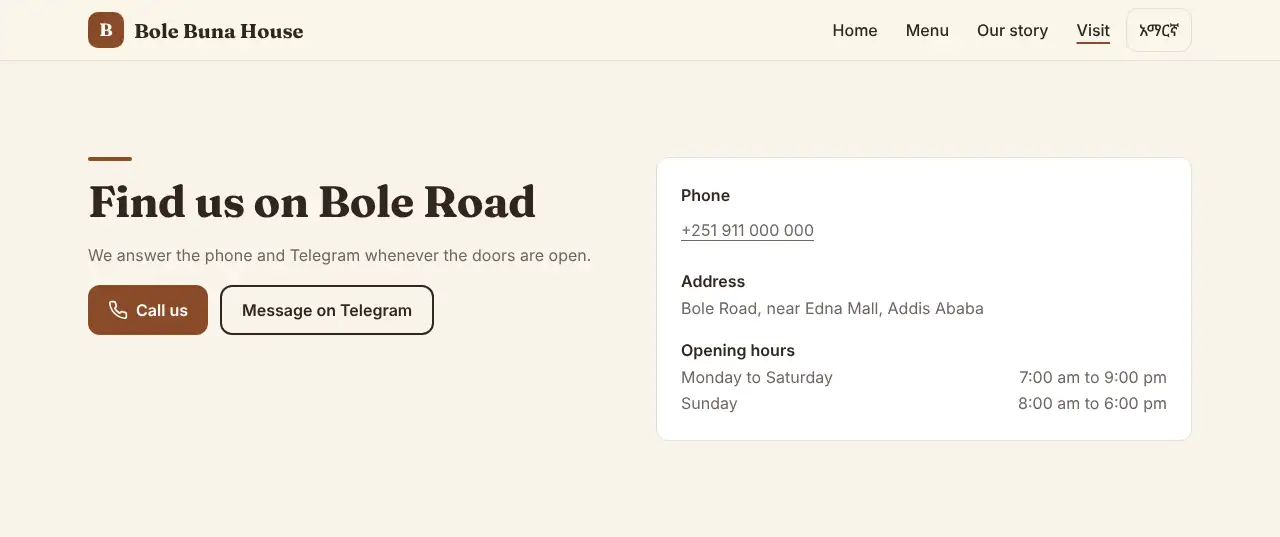 B
Bole Buna House
Home
Menu
Our story
Visit
አማርኛ
Find us on Bole Road
We answer the phone and Telegram whenever the doors are open.
Call us
Message on Telegram
Phone
+251 911 000 000
Address
Bole Road, near Edna Mall, Addis Ababa
Opening hours
Monday to Saturday 7:00 am to 9:00 pm
Sunday 8:00 am to 6:00 pm